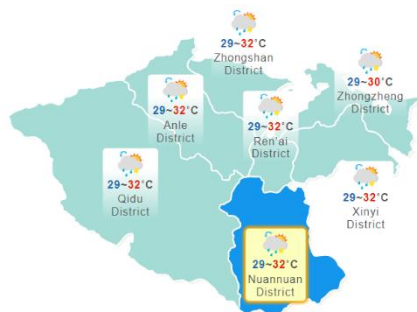 29~32°C
Zhongshan
District
29~30°C
Zhongzheng
District
29~32°C
Anle
District
29~32°C
Ren'ai
District
29~32°C
Qidu
District
29~32°C
Xinyi
District
29~32°C
Nuannuan
District